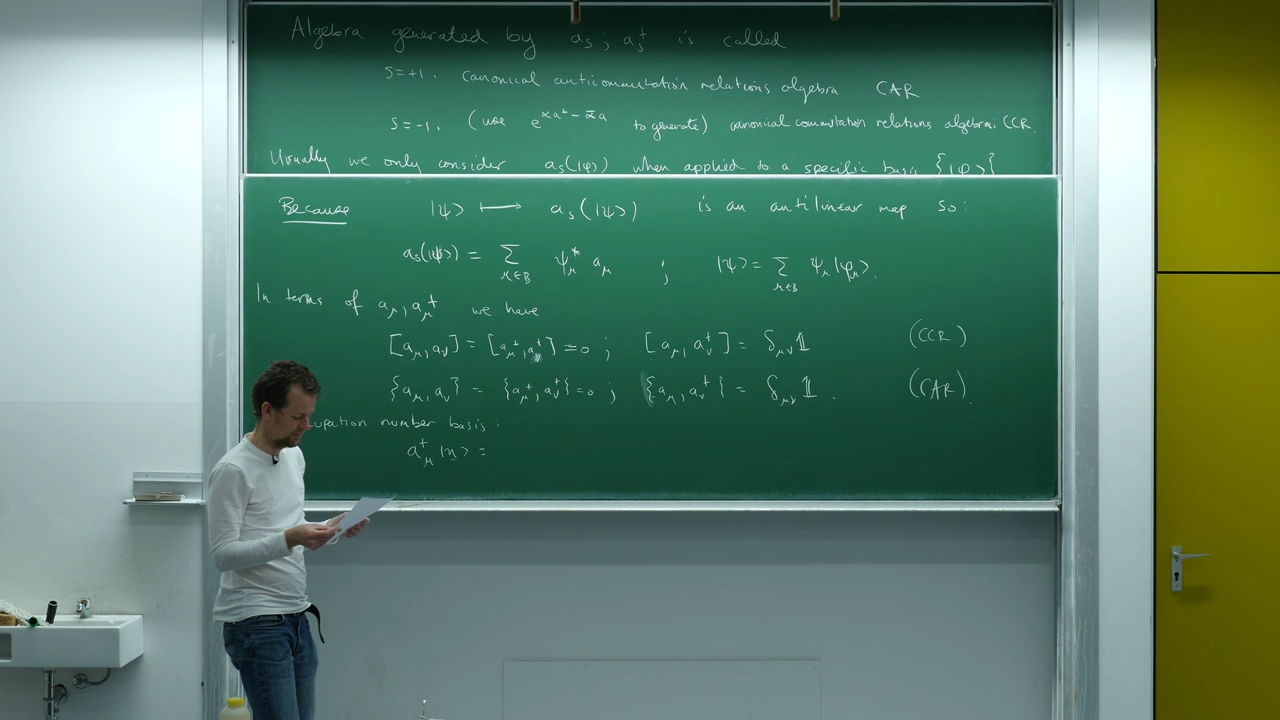 Algebra generated by a_s ; a_s^† is called
s=+1: canonical anticommutation relations algebra CAR
s=-1: (use e^{αa^† - ᾱa} to generate) canonical commutation relations algebra: CCR.
Usually we only consider a_s(|φ⟩) when applied to a specific basis {|φ⟩}
Because |ψ⟩ ⟼ a_s(|ψ⟩) is an antilinear map so:
a_s(|ψ⟩) = Σ_{μ∈B} ψ_μ^* a_μ ; |ψ⟩ = Σ_{μ∈B} ψ_μ |φ_μ⟩.
In terms of a_μ, a_μ^† we have
[a_μ, a_ν] = [a_μ^†, a_ν^†] = 0 ; [a_μ, a_ν^†] = δ_{μν} 𝟙 (CCR)
{a_μ, a_ν} = {a_μ^†, a_ν^†} = 0 ; {a_μ, a_ν^†} = δ_{μν} 𝟙. (CAR).
upation number basis:
a_μ^† |n⟩ =